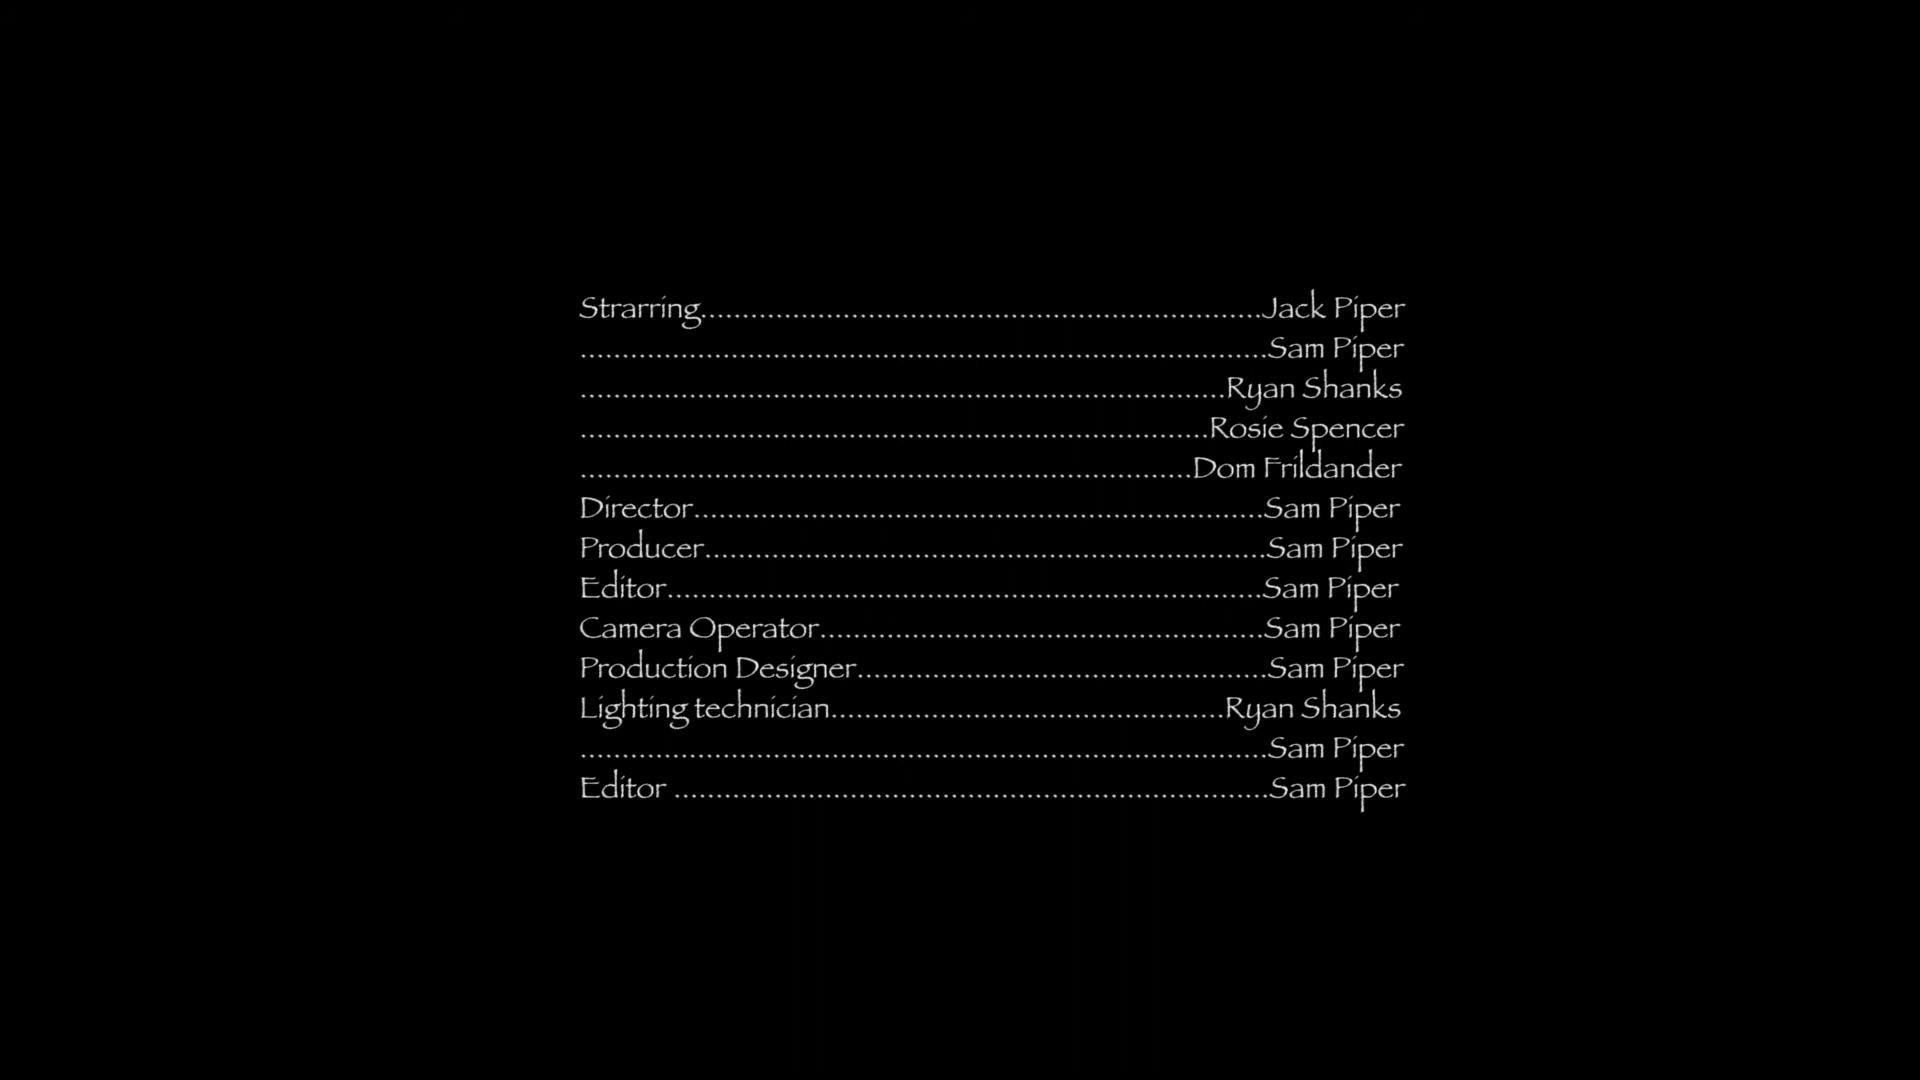 Strarring......................................................................Jack Piper
......................................................................................Sam Piper
.................................................................................Ryan Shanks
...............................................................................Rosie Spencer
.............................................................................Dom Frildander
Director.......................................................................Sam Piper
Producer......................................................................Sam Piper
Editor..........................................................................Sam Piper
Camera Operator.......................................................Sam Piper
Production Designer...................................................Sam Piper
Lighting technician.................................................Ryan Shanks
......................................................................................Sam Piper
Editor ..........................................................................Sam Piper